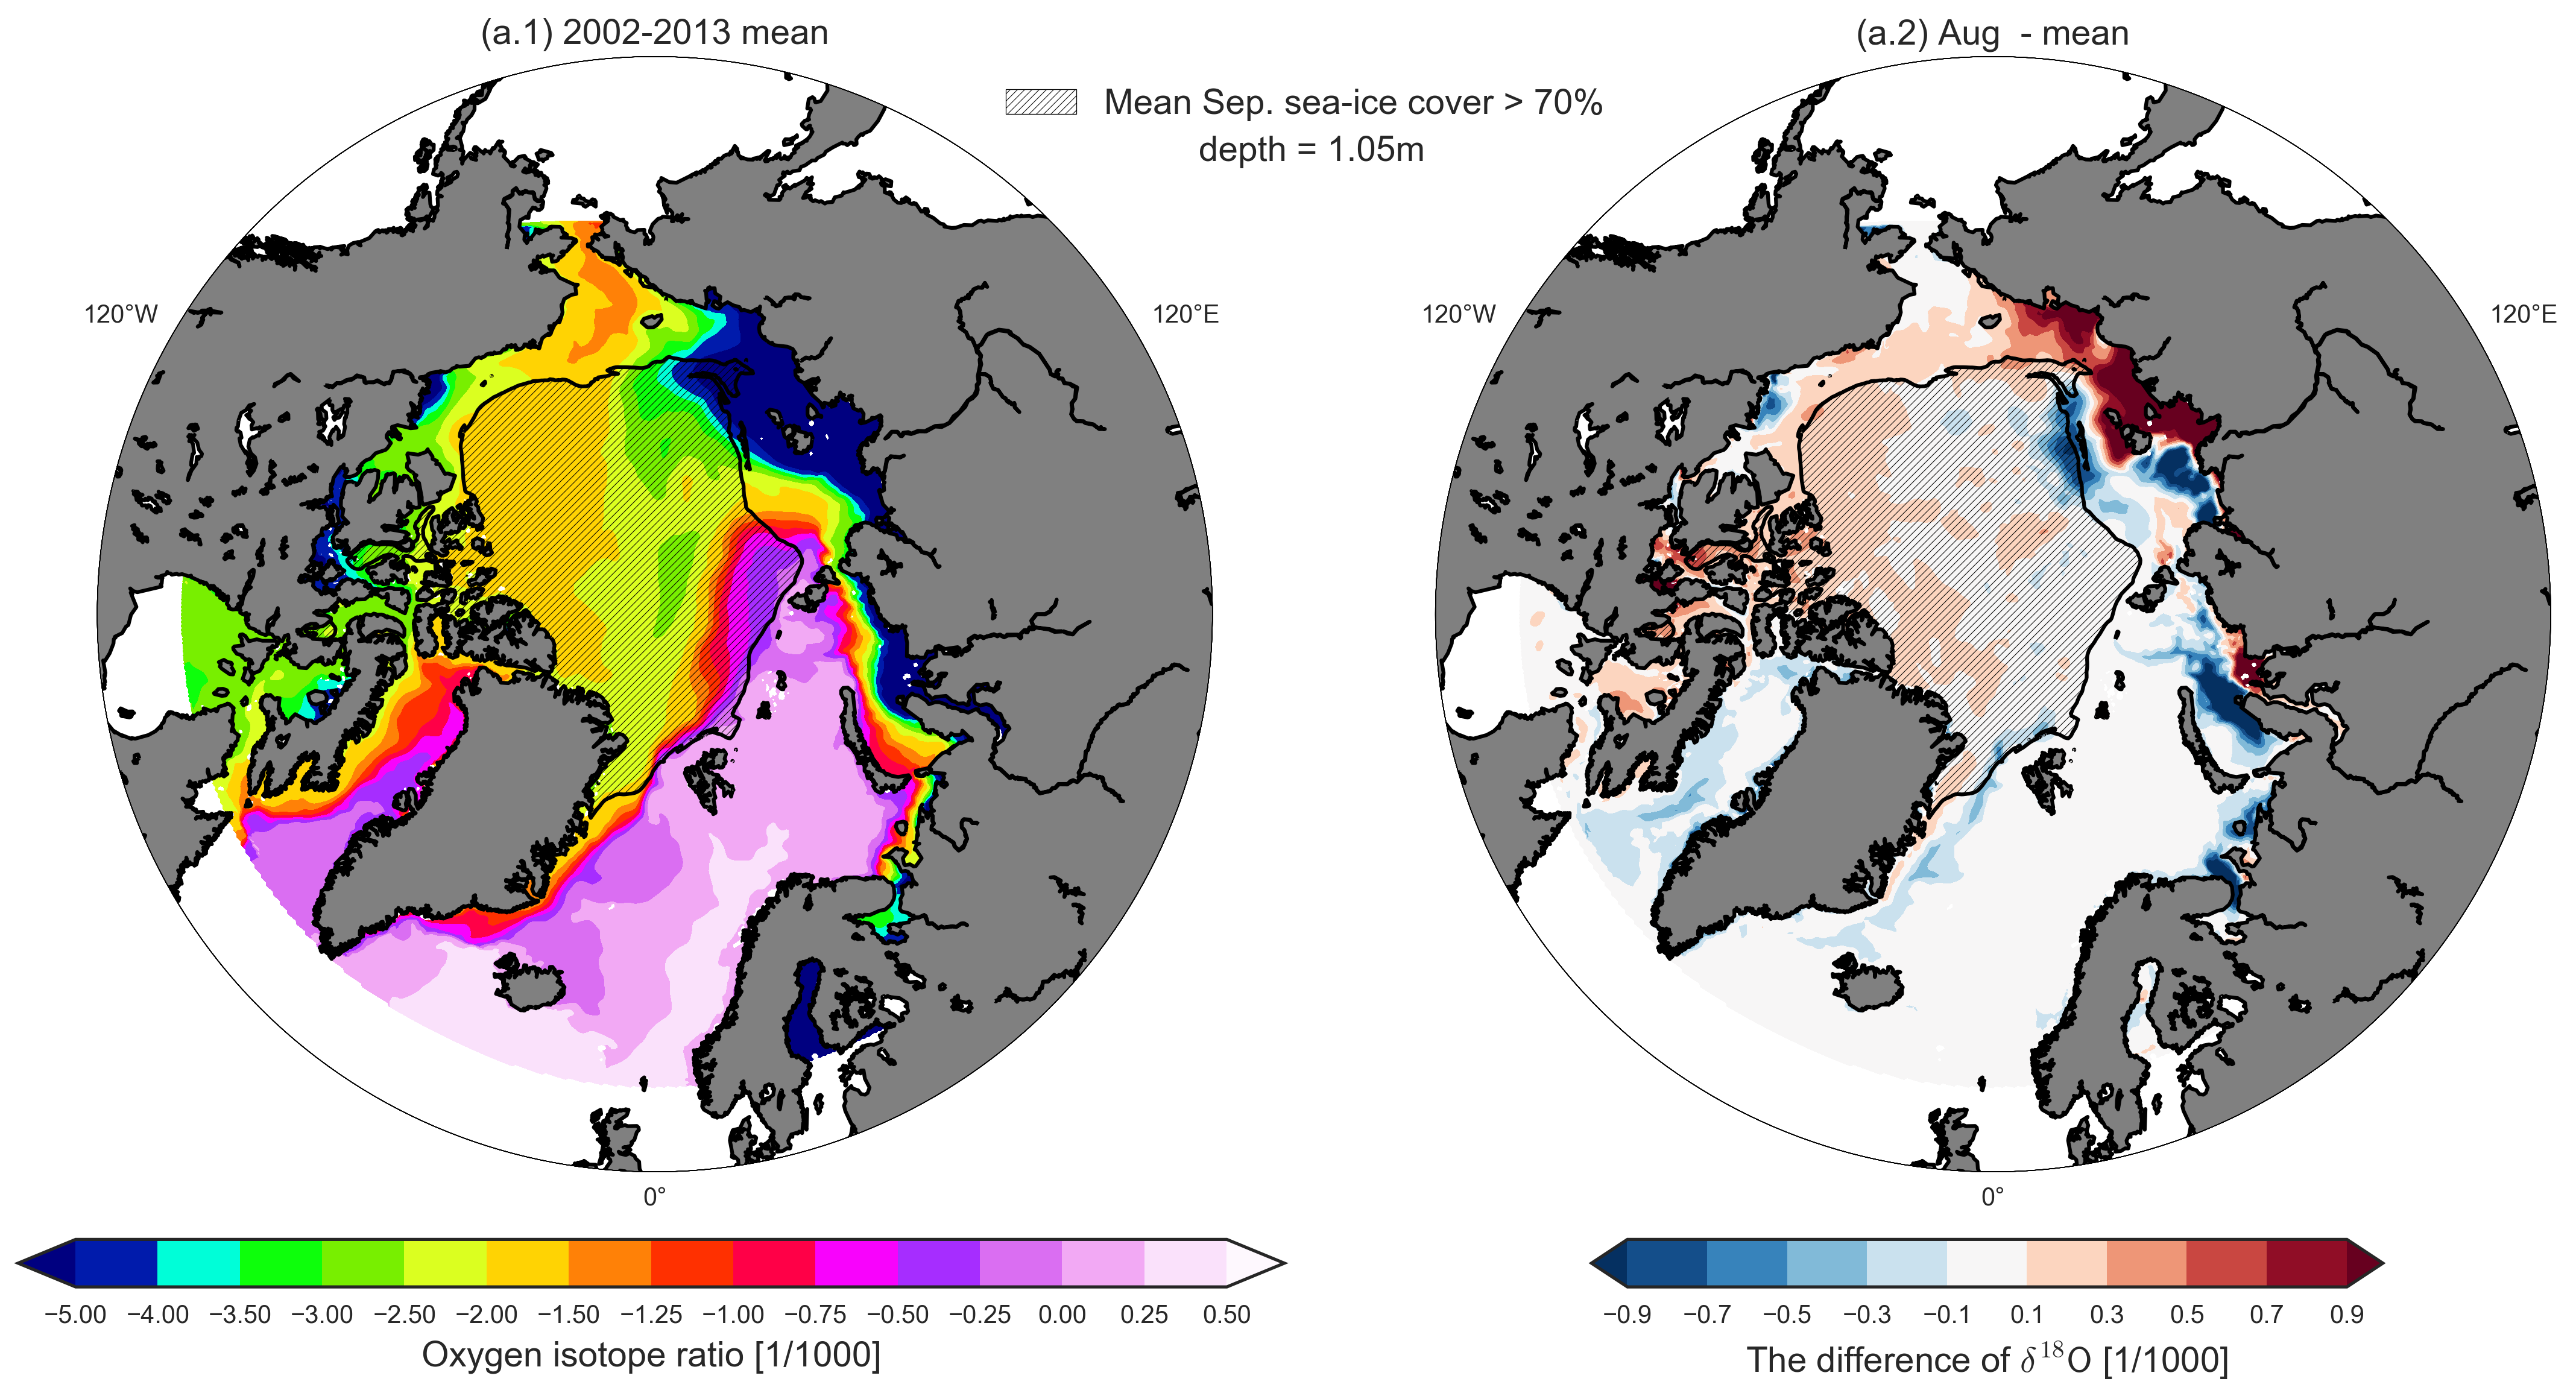 (a.1) 2002-2013 mean
(a.2) Aug  - mean
Mean Sep. sea-ice cover > 70%
depth = 1.05m
120°W
120°E
120°W
120°E
0°
0°
−5.00 −4.00 −3.50 −3.00 −2.50 −2.00 −1.50 −1.25 −1.00 −0.75 −0.50 −0.25 0.00 0.25 0.50
Oxygen isotope ratio [1/1000]
−0.9 −0.7 −0.5 −0.3 −0.1 0.1 0.3 0.5 0.7 0.9
The difference of δ¹⁸O [1/1000]